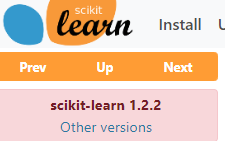 scikit
learn
Install
Prev Up Next
scikit-learn 1.2.2
Other versions